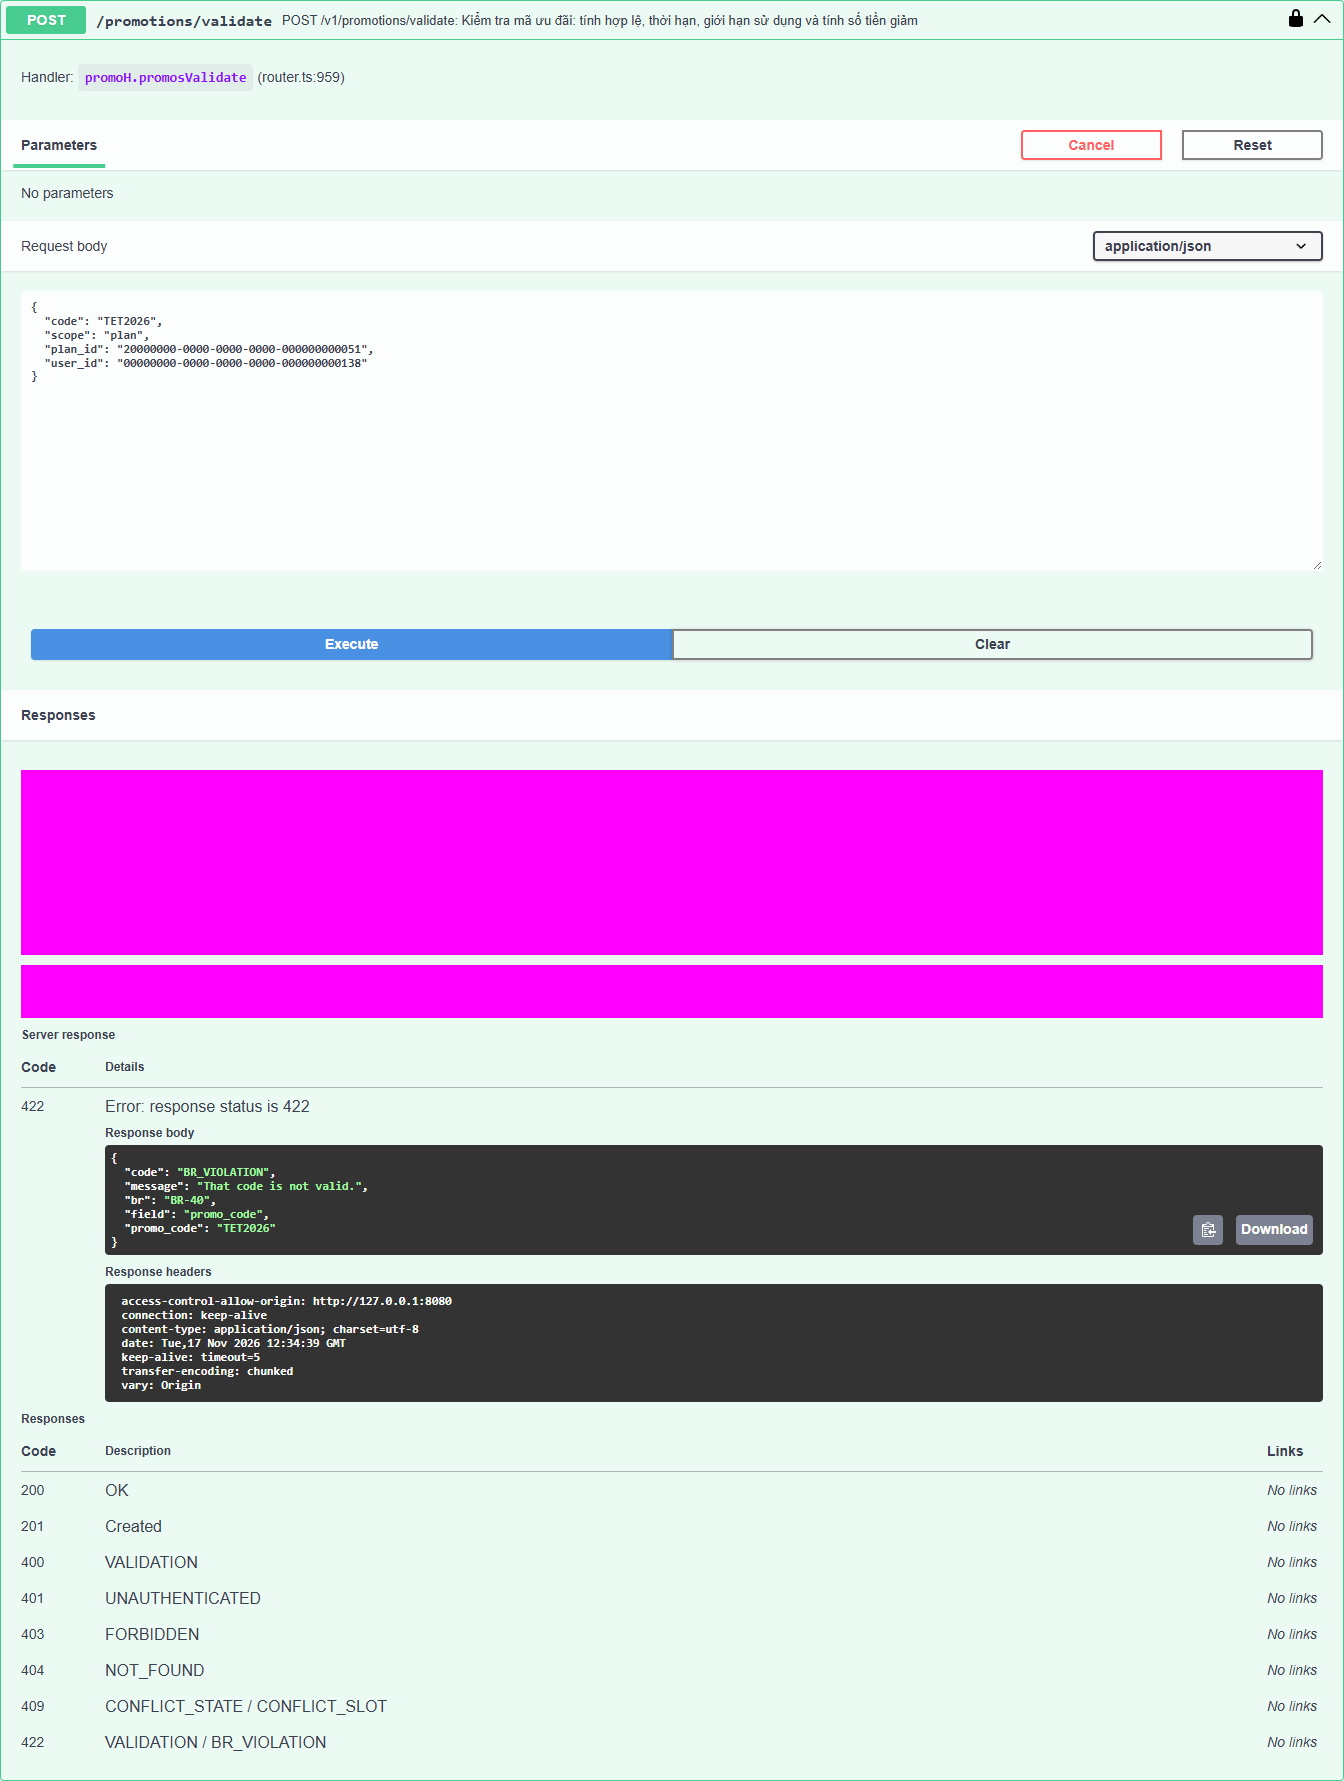 POST /promotions/validate POST /v1/promotions/validate: Kiểm tra mã ưu đãi: tính hợp lệ, thời hạn, giới hạn sử dụng và tính số tiền giảm
Handler: promoH.promosValidate (router.ts:959)
Parameters Cancel Reset
No parameters
Request body application/json
{
"code": "TET2026",
"scope": "plan",
"plan_id": "20000000-0000-0000-0000-000000000051",
"user_id": "00000000-0000-0000-0000-000000000138"
}
Execute Clear
Responses
Server response
Code Details
422 Error: response status is 422
Response body
{
"code": "BR_VIOLATION",
"message": "That code is not valid.",
"br": "BR-40",
"field": "promo_code",
"promo_code": "TET2026"
}
Download
Response headers
access-control-allow-origin: http://127.0.0.1:8080
connection: keep-alive
content-type: application/json; charset=utf-8
date: Tue,17 Nov 2026 12:34:39 GMT
keep-alive: timeout=5
transfer-encoding: chunked
vary: Origin
Responses
Code Description Links
200 OK No links
201 Created No links
400 VALIDATION No links
401 UNAUTHENTICATED No links
403 FORBIDDEN No links
404 NOT_FOUND No links
409 CONFLICT_STATE / CONFLICT_SLOT No links
422 VALIDATION / BR_VIOLATION No links